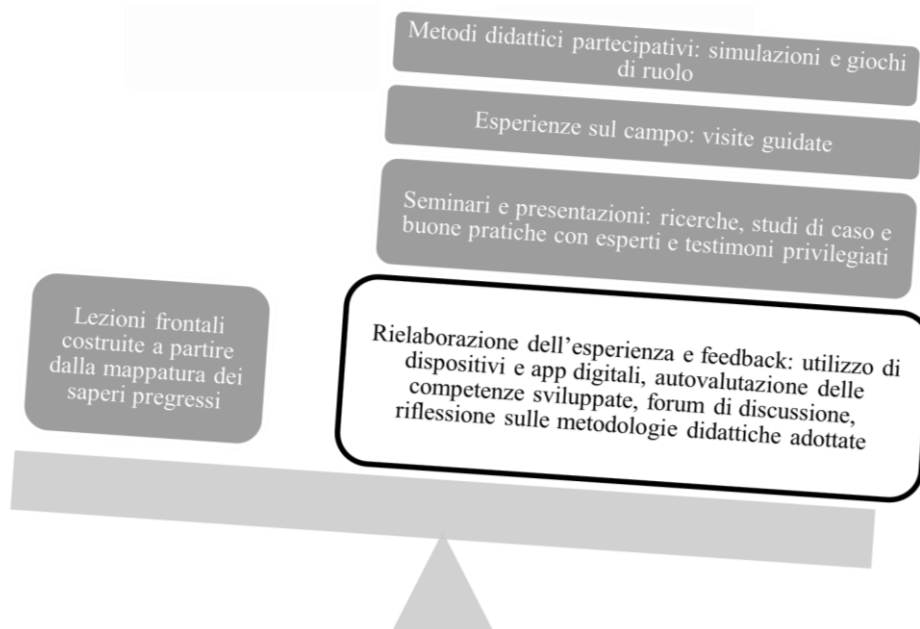 Metodi didattici partecipativi: simulazioni e giochi
di ruolo
Esperienze sul campo: visite guidate
Seminari e presentazioni: ricerche, studi di caso e
buone pratiche con esperti e testimoni privilegiati
Lezioni frontali
costruite a partire
dalla mappatura dei
saperi pregressi
Rielaborazione dell’esperienza e feedback: utilizzo di
dispositivi e app digitali, autovalutazione delle
competenze sviluppate, forum di discussione,
riflessione sulle metodologie didattiche adottate